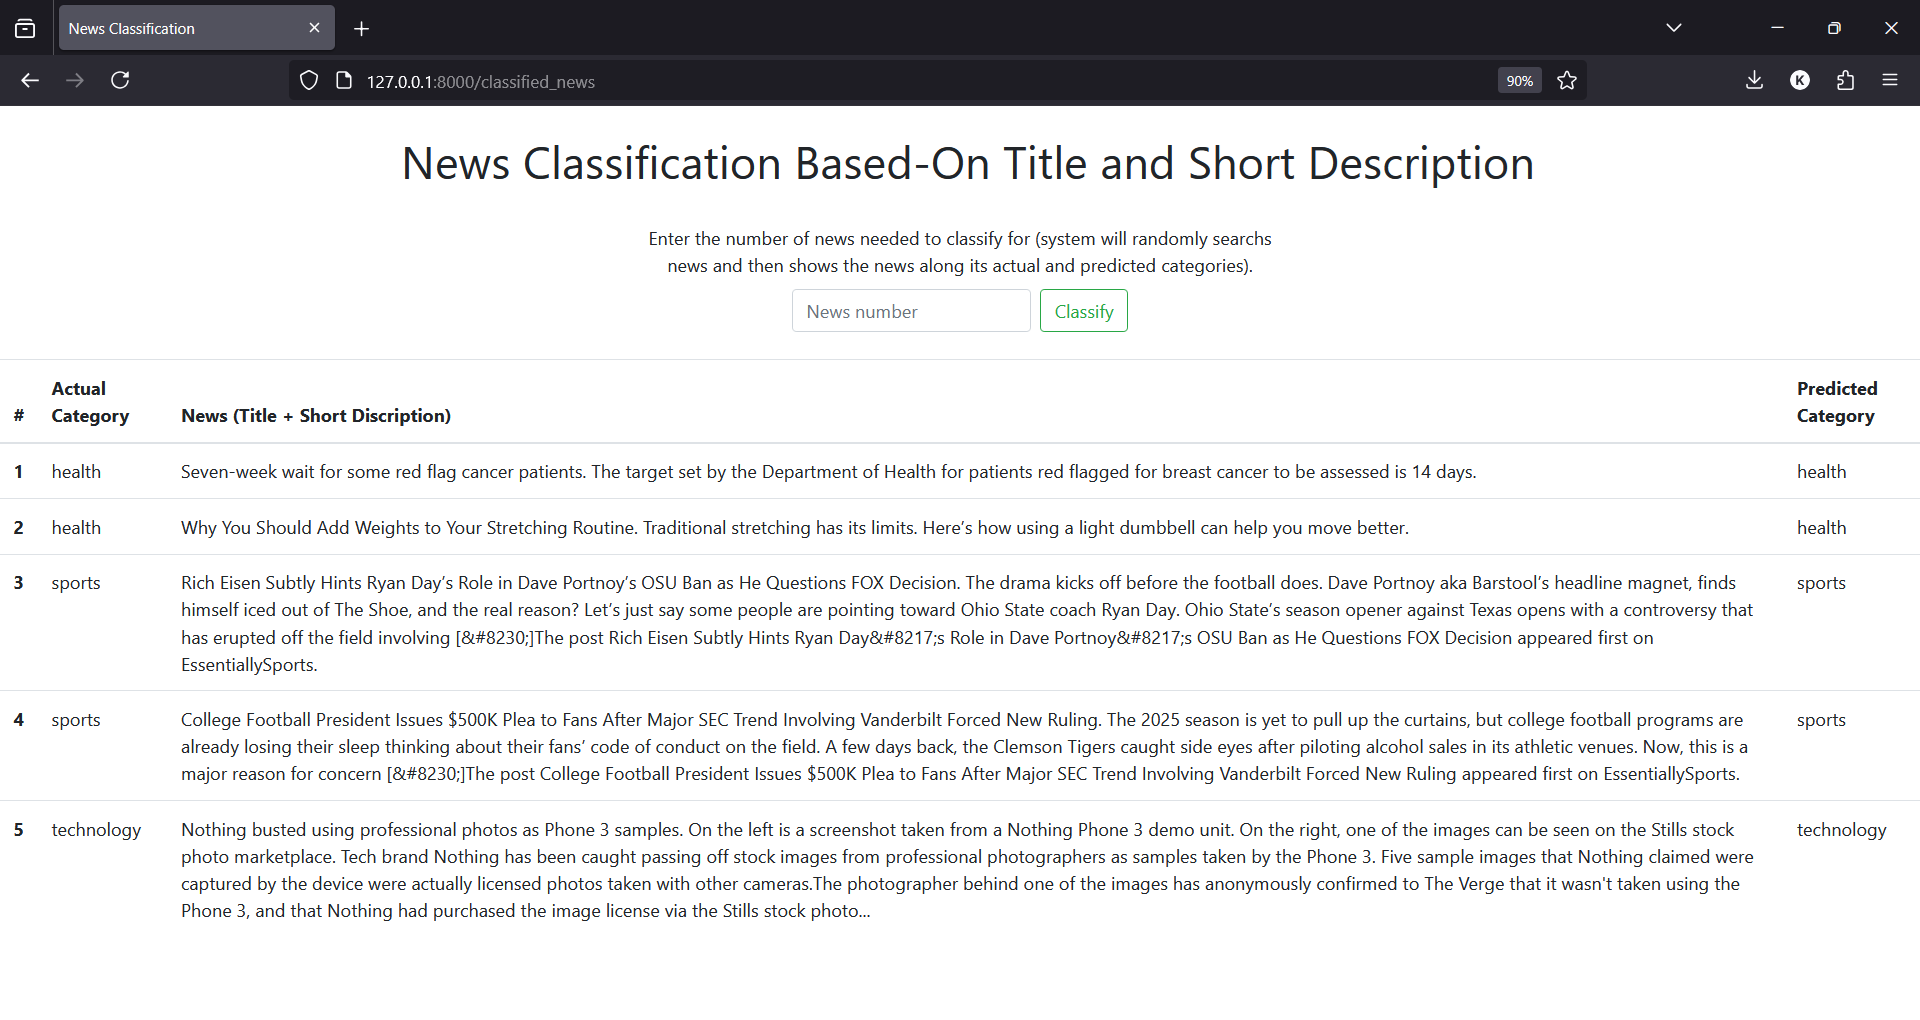 News Classification
127.0.0.1:8000/classified_news
90%
K
News Classification Based-On Title and Short Description
Enter the number of news needed to classify for (system will randomly searchs
news and then shows the news along its actual and predicted categories).
News number
Classify
# Actual Category News (Title + Short Discription) Predicted Category
1 health Seven-week wait for some red flag cancer patients. The target set by the Department of Health for patients red flagged for breast cancer to be assessed is 14 days. health
2 health Why You Should Add Weights to Your Stretching Routine. Traditional stretching has its limits. Here’s how using a light dumbbell can help you move better. health
3 sports Rich Eisen Subtly Hints Ryan Day’s Role in Dave Portnoy’s OSU Ban as He Questions FOX Decision. The drama kicks off before the football does. Dave Portnoy aka Barstool’s headline magnet, finds sports
himself iced out of The Shoe, and the real reason? Let’s just say some people are pointing toward Ohio State coach Ryan Day. Ohio State’s season opener against Texas opens with a controversy that
has erupted off the field involving [&#8230;]The post Rich Eisen Subtly Hints Ryan Day&#8217;s Role in Dave Portnoy&#8217;s OSU Ban as He Questions FOX Decision appeared first on
EssentiallySports.
4 sports College Football President Issues $500K Plea to Fans After Major SEC Trend Involving Vanderbilt Forced New Ruling. The 2025 season is yet to pull up the curtains, but college football programs are sports
already losing their sleep thinking about their fans’ code of conduct on the field. A few days back, the Clemson Tigers caught side eyes after piloting alcohol sales in its athletic venues. Now, this is a
major reason for concern [&#8230;]The post College Football President Issues $500K Plea to Fans After Major SEC Trend Involving Vanderbilt Forced New Ruling appeared first on EssentiallySports.
5 technology Nothing busted using professional photos as Phone 3 samples. On the left is a screenshot taken from a Nothing Phone 3 demo unit. On the right, one of the images can be seen on the Stills stock technology
photo marketplace. Tech brand Nothing has been caught passing off stock images from professional photographers as samples taken by the Phone 3. Five sample images that Nothing claimed were
captured by the device were actually licensed photos taken with other cameras.The photographer behind one of the images has anonymously confirmed to The Verge that it wasn't taken using the
Phone 3, and that Nothing had purchased the image license via the Stills stock photo...